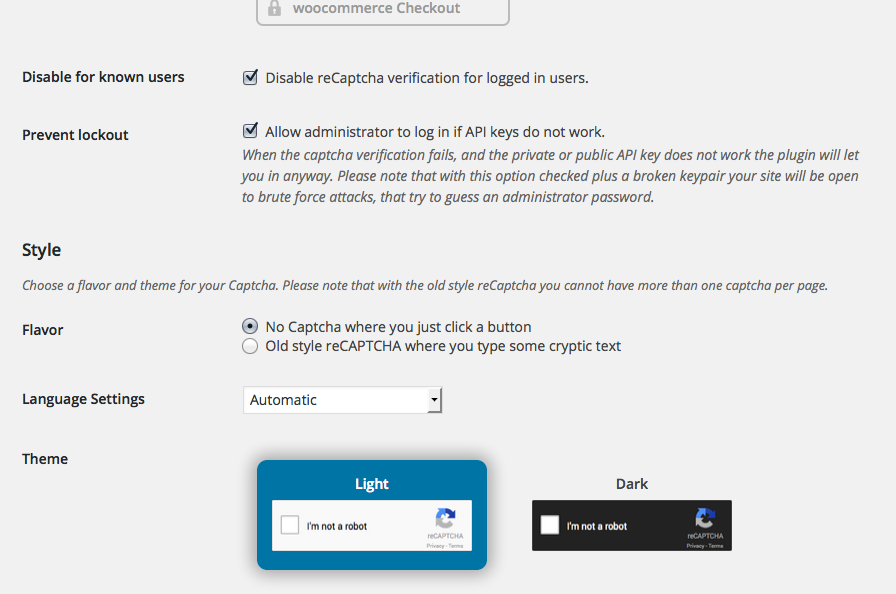 woocommerce Checkout
Disable for known users
Disable reCaptcha verification for logged in users.
Prevent lockout
Allow administrator to log in if API keys do not work.
When the captcha verification fails, and the private or public API key does not work the plugin will let
you in anyway. Please note that with this option checked plus a broken keypair your site will be open
to brute force attacks, that try to guess an administrator password.
Style
Choose a flavor and theme for your Captcha. Please note that with the old style reCaptcha you cannot have more than one captcha per page.
Flavor
No Captcha where you just click a button
Old style reCAPTCHA where you type some cryptic text
Language Settings
Automatic
Theme
Light
I'm not a robot
reCAPTCHA
Privacy - Terms
Dark
I'm not a robot
reCAPTCHA
Privacy - Terms